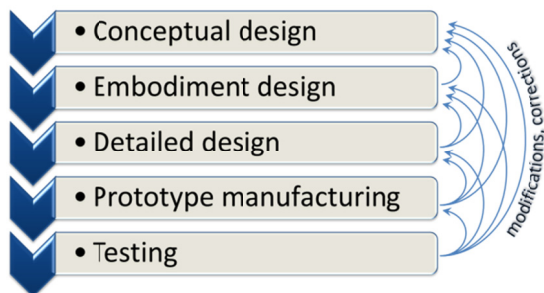 • Conceptual design
• Embodiment design
• Detailed design
• Prototype manufacturing
• Testing
modifications, corrections